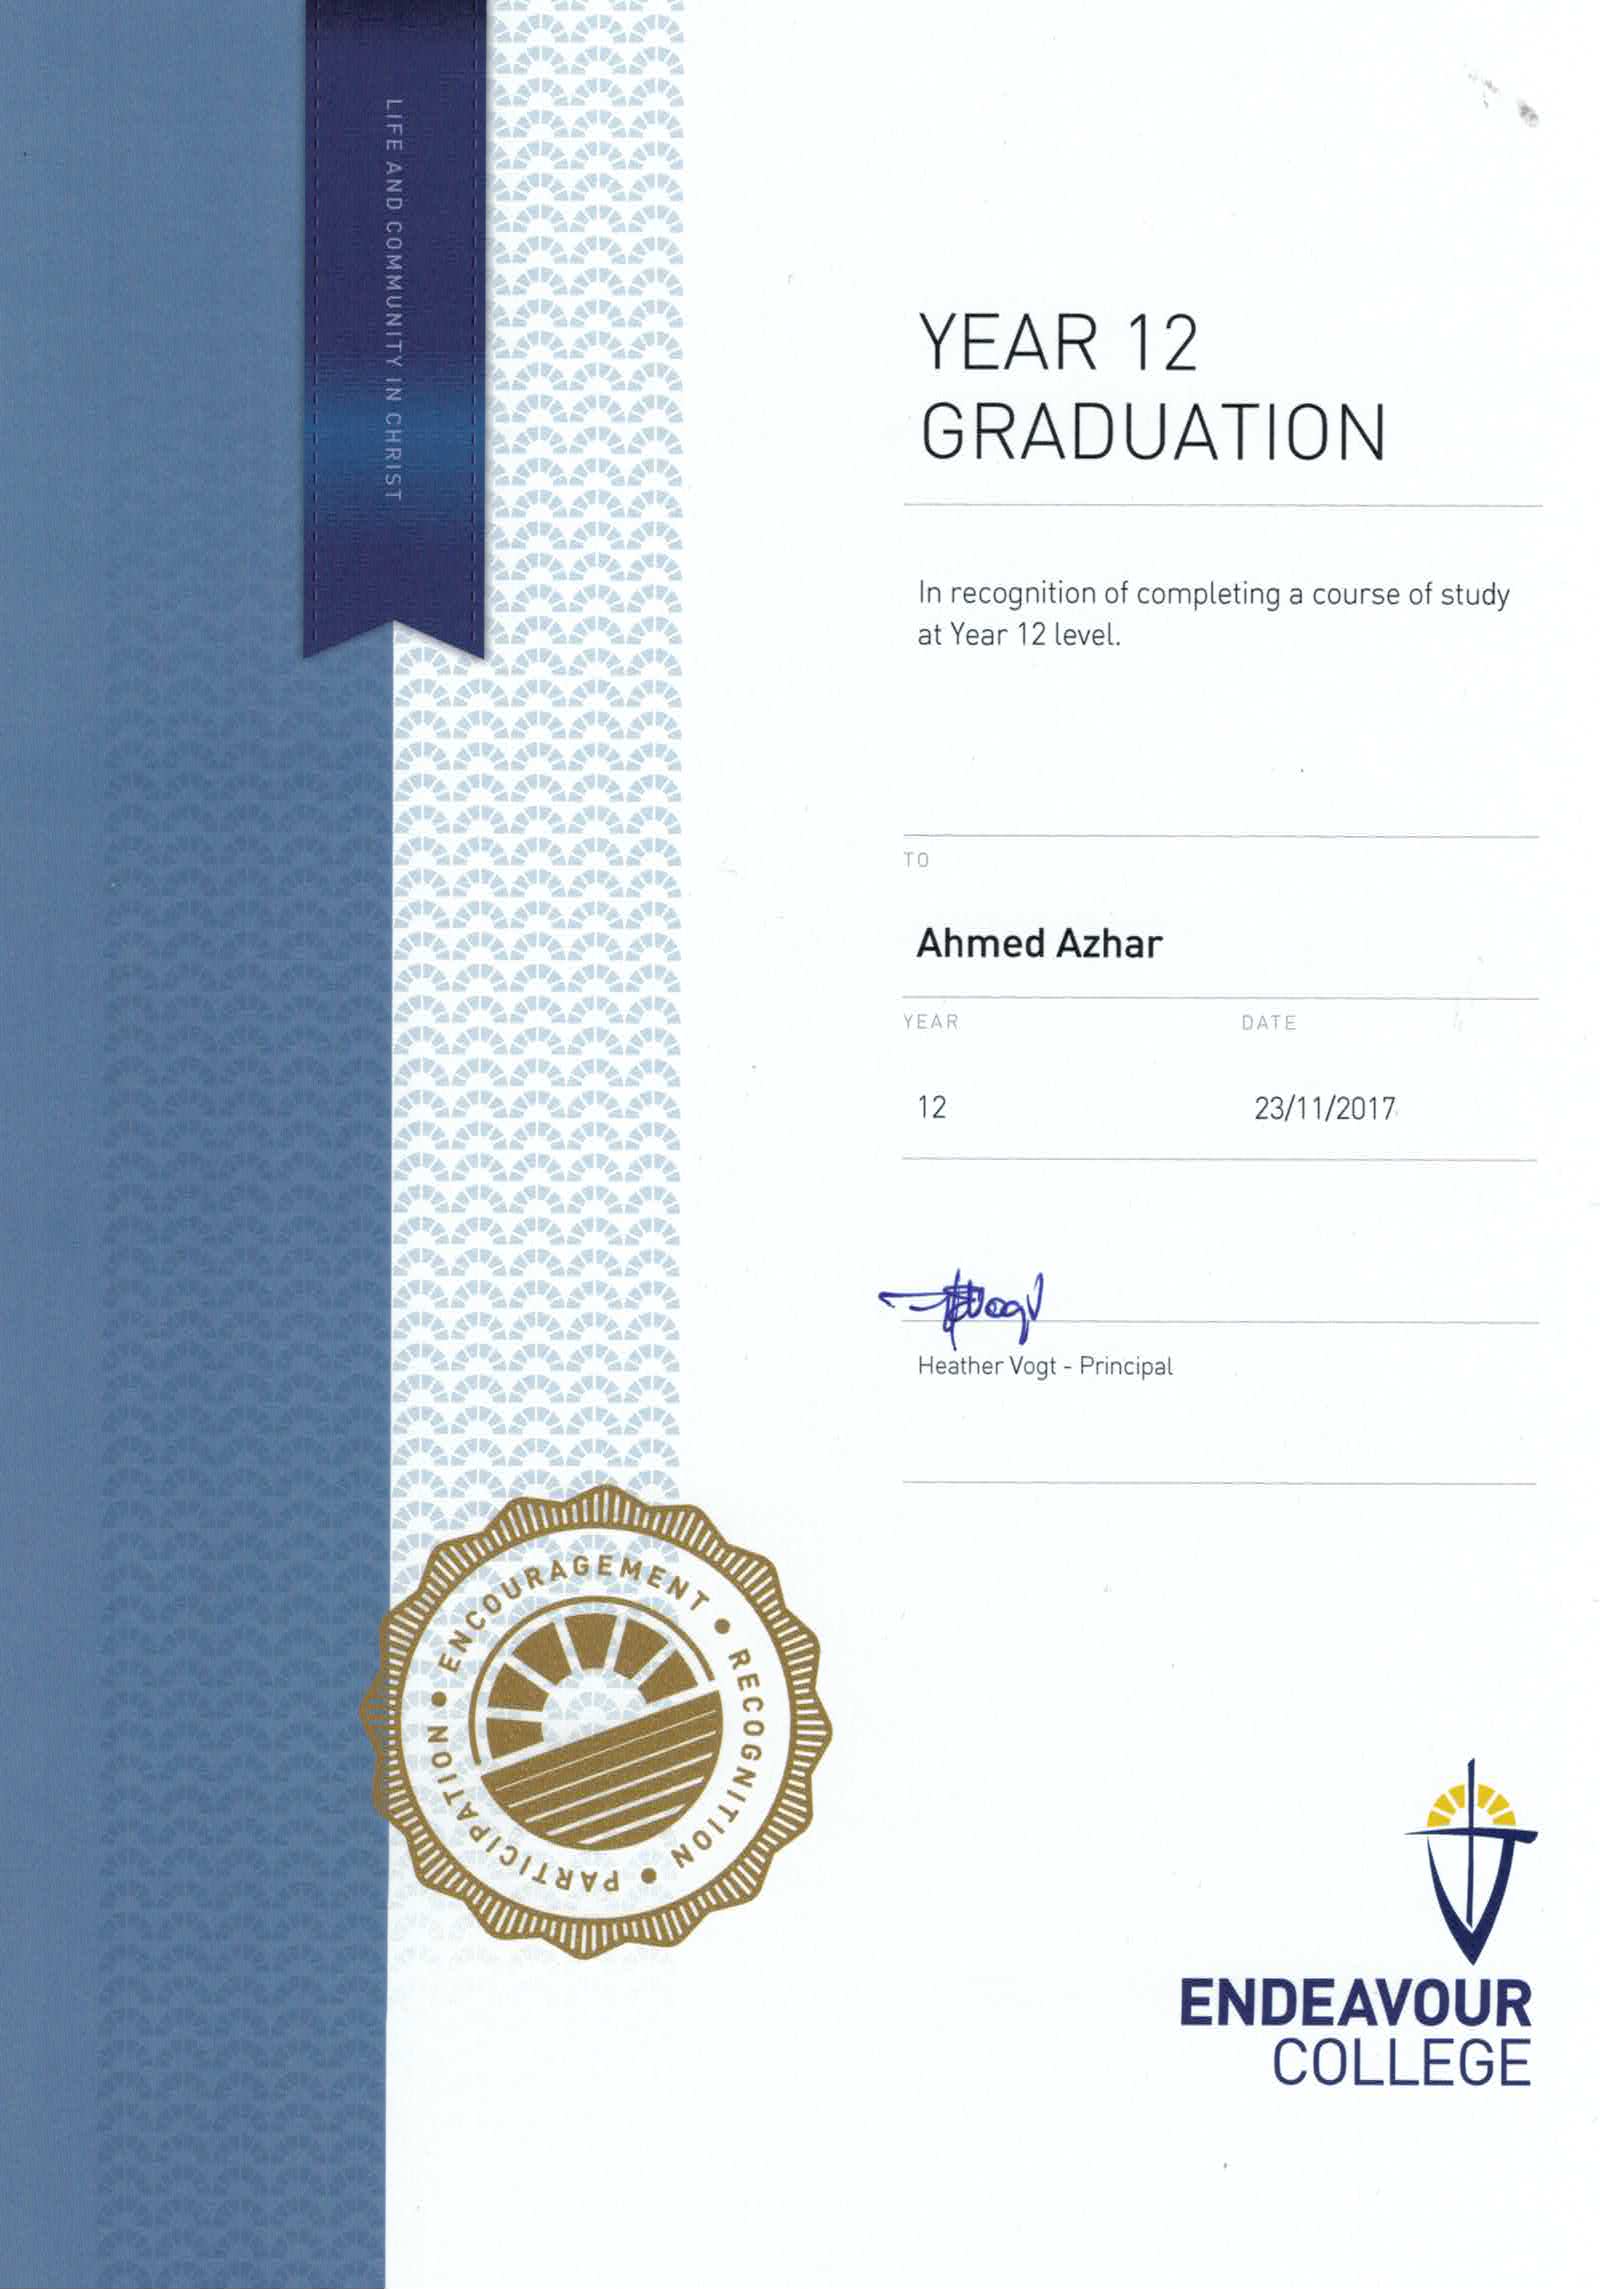 LIFE AND COMMUNITY IN CHRIST
YEAR 12
GRADUATION
In recognition of completing a course of study
at Year 12 level.
TO
Ahmed Azhar
YEAR
DATE
12
23/11/2017
Heather Vogt - Principal
ENCOURAGEMENT • RECOGNITION • PARTICIPATION •
ENDEAVOUR
COLLEGE